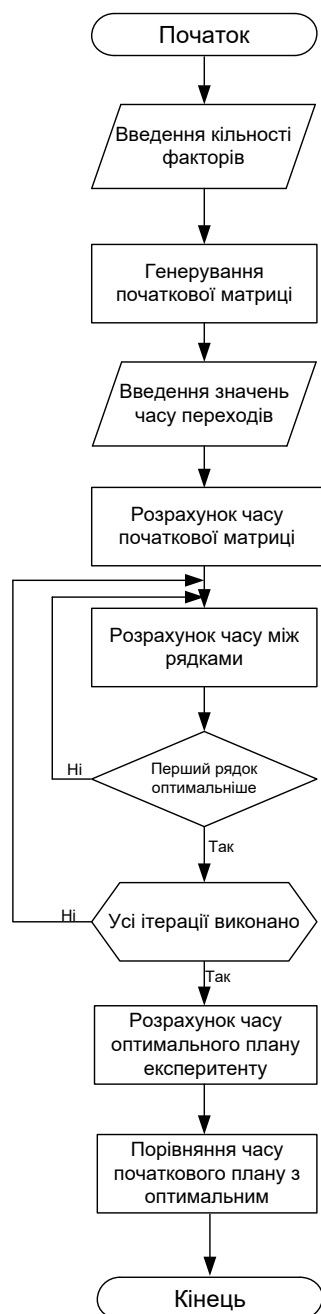 Початок
Введення кільності
факторів
Генерування
початкової матриці
Введення значень
часу переходів
Розрахунок часу
початкової матриці
Розрахунок часу між
рядками
Ні
Перший рядок
оптимальніше
Так
Ні
Усі ітерації виконано
Так
Розрахунок часу
оптимального плану
експеритенту
Порівняння часу
початкового плану з
оптимальним
Кінець